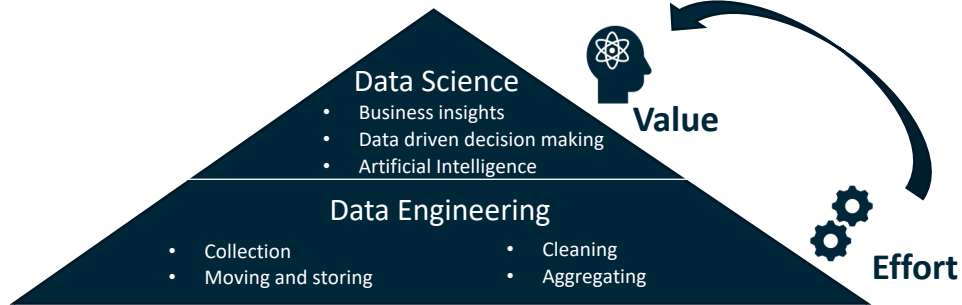 Data Science
• Business insights
• Data driven decision making
• Artificial Intelligence
Value
Data Engineering
• Collection
• Moving and storing
• Cleaning
• Aggregating
Effort